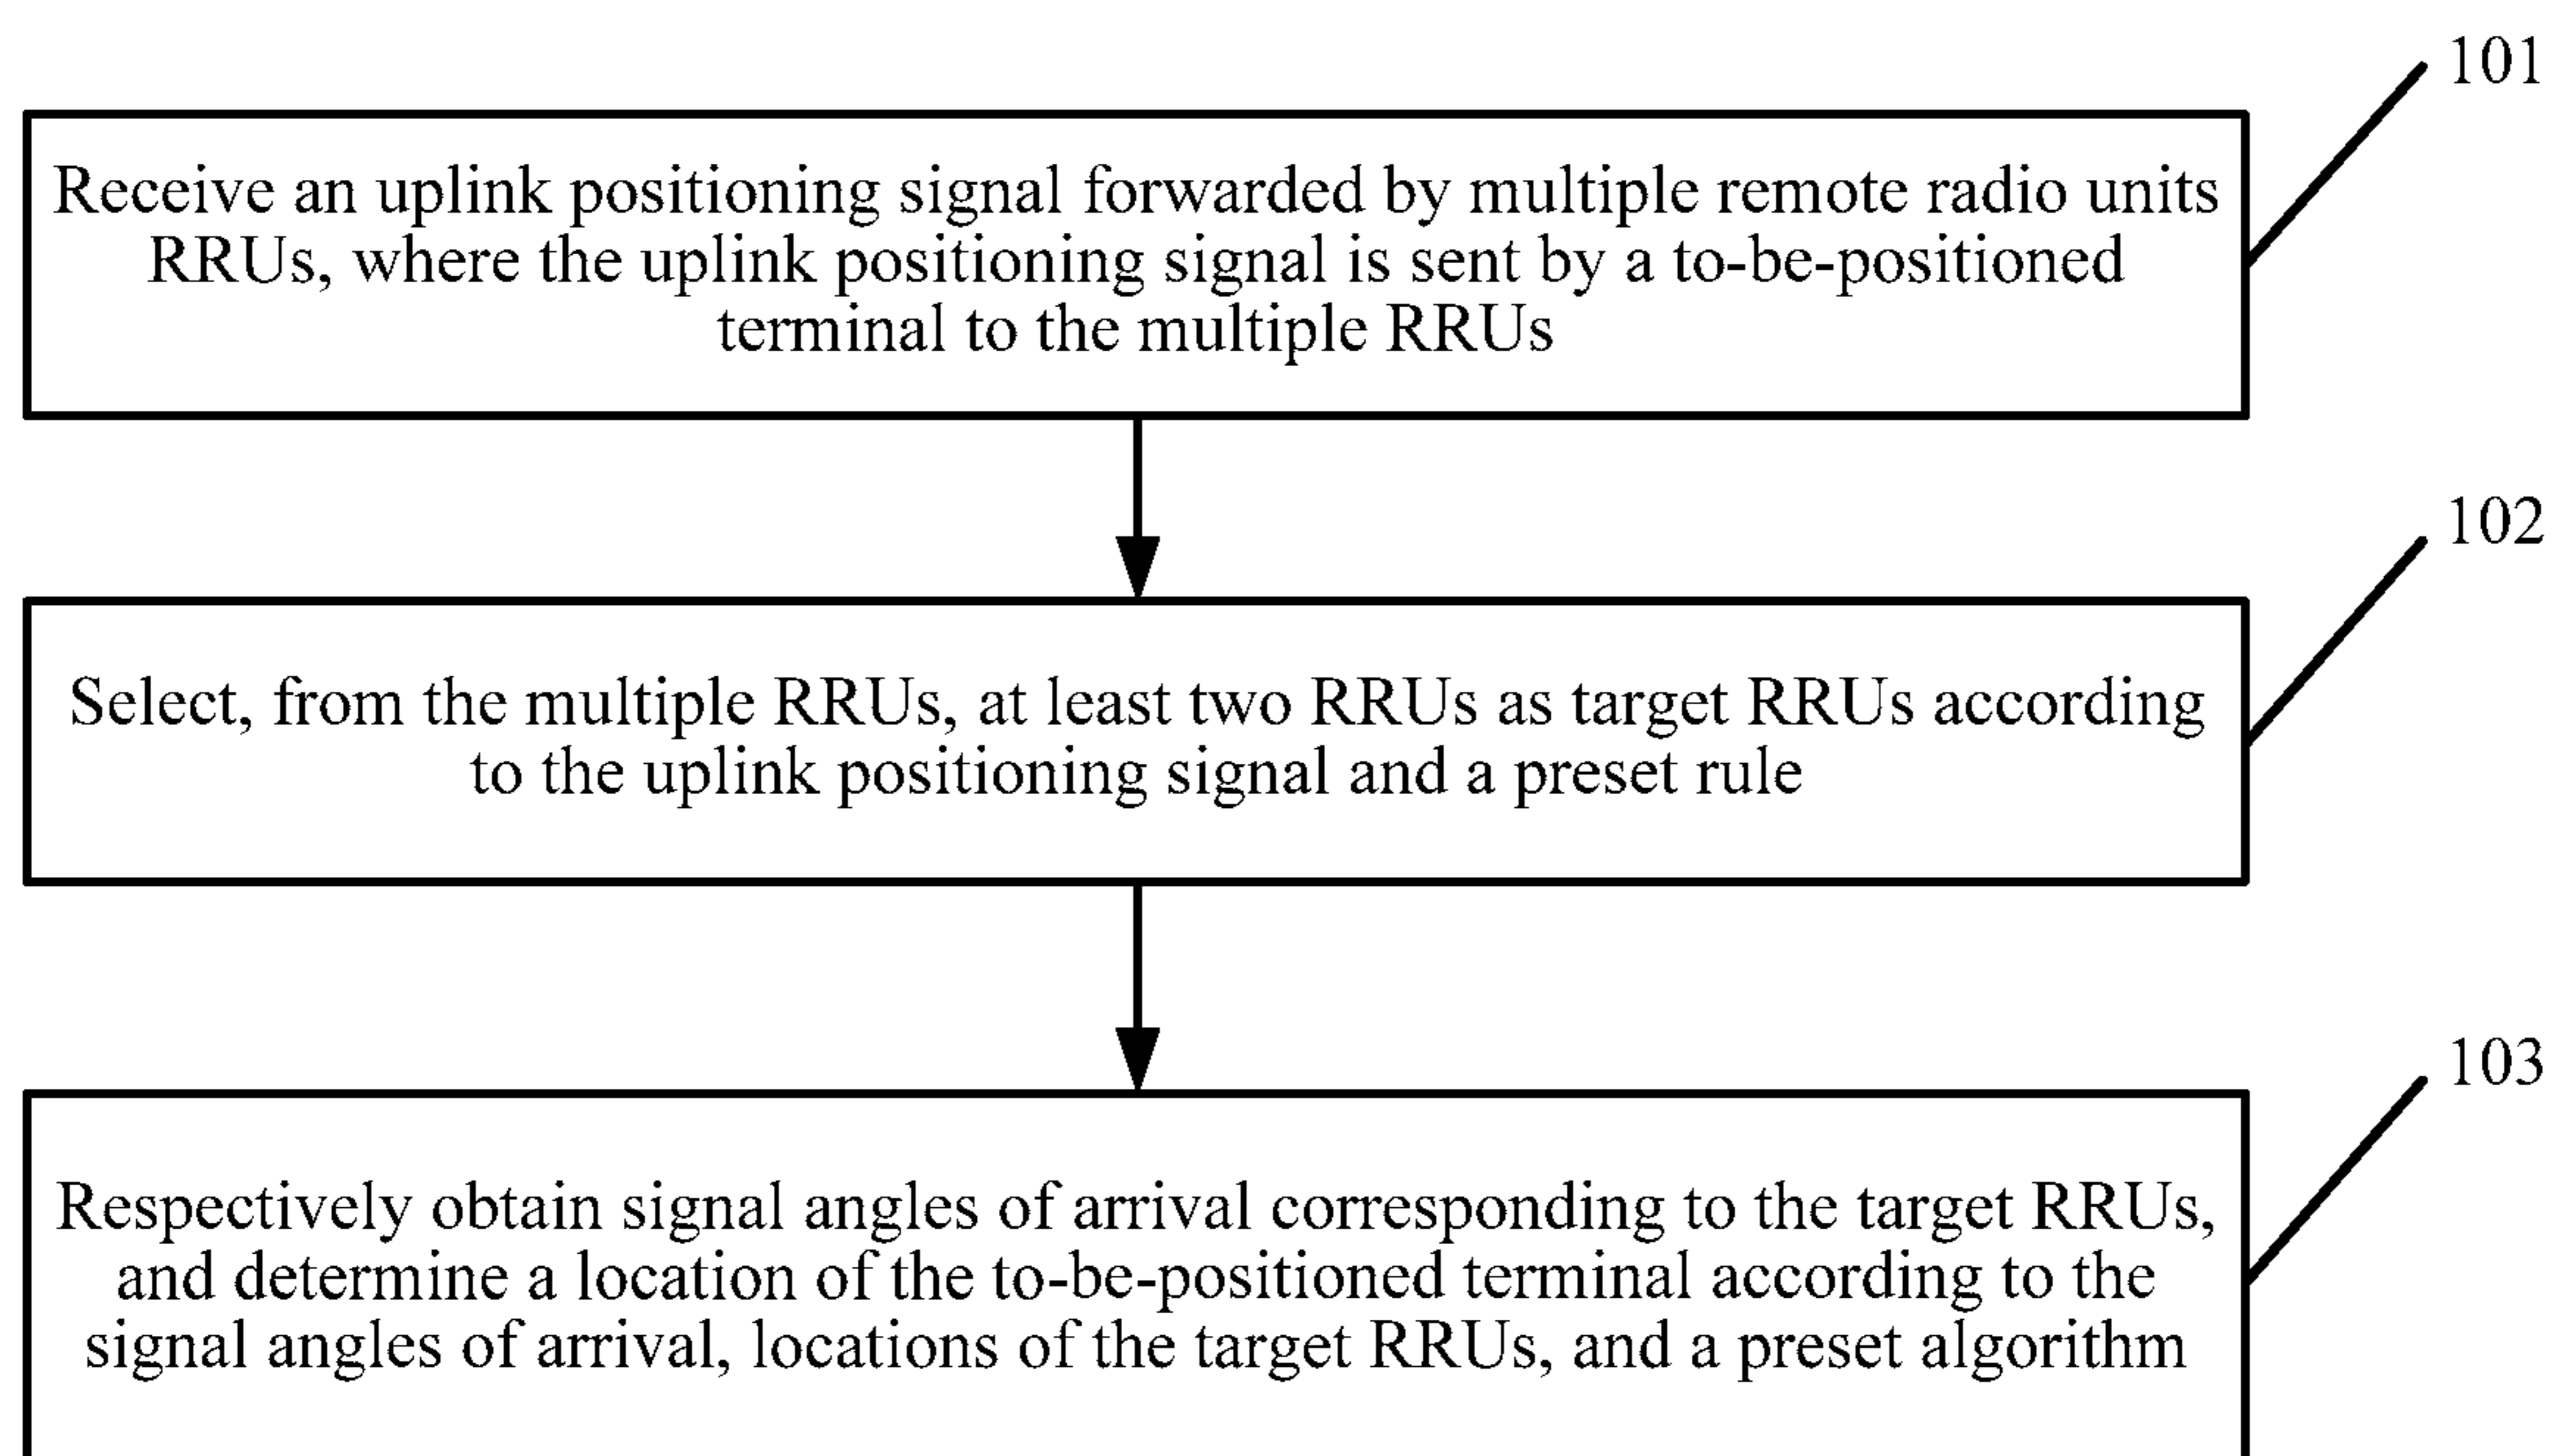 101
Receive an uplink positioning signal forwarded by multiple remote radio units
RRUs, where the uplink positioning signal is sent by a to-be-positioned
terminal to the multiple RRUs
102
Select, from the multiple RRUs, at least two RRUs as target RRUs according
to the uplink positioning signal and a preset rule
103
Respectively obtain signal angles of arrival corresponding to the target RRUs,
and determine a location of the to-be-positioned terminal according to the
signal angles of arrival, locations of the target RRUs, and a preset algorithm